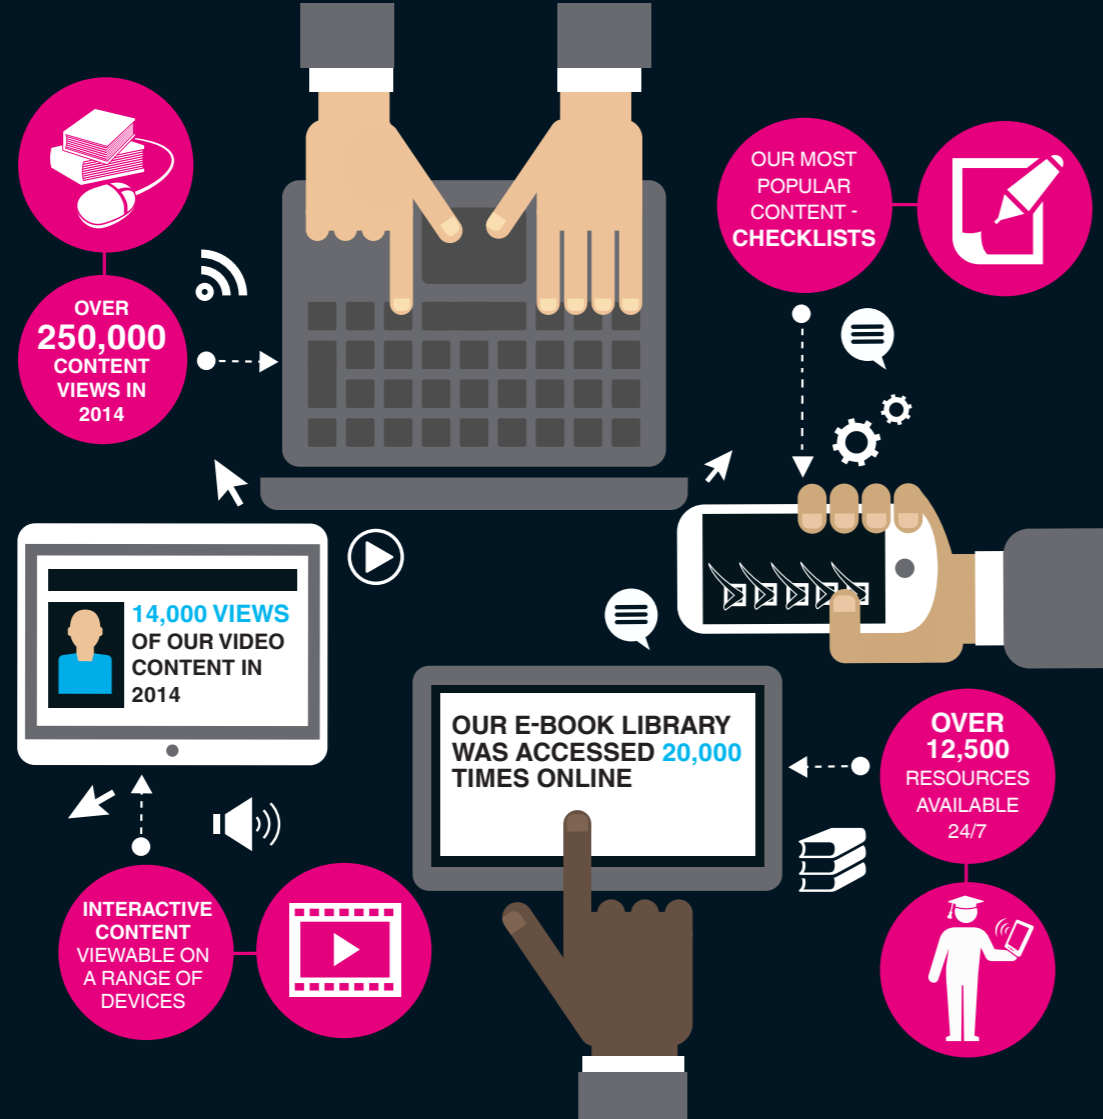 OUR MOST
POPULAR
CONTENT -
CHECKLISTS
OVER
250,000
CONTENT
VIEWS IN
2014
14,000 VIEWS
OF OUR VIDEO
CONTENT IN
2014
OUR E-BOOK LIBRARY
WAS ACCESSED 20,000
TIMES ONLINE
OVER
12,500
RESOURCES
AVAILABLE
24/7
INTERACTIVE
CONTENT
VIEWABLE ON
A RANGE OF
DEVICES